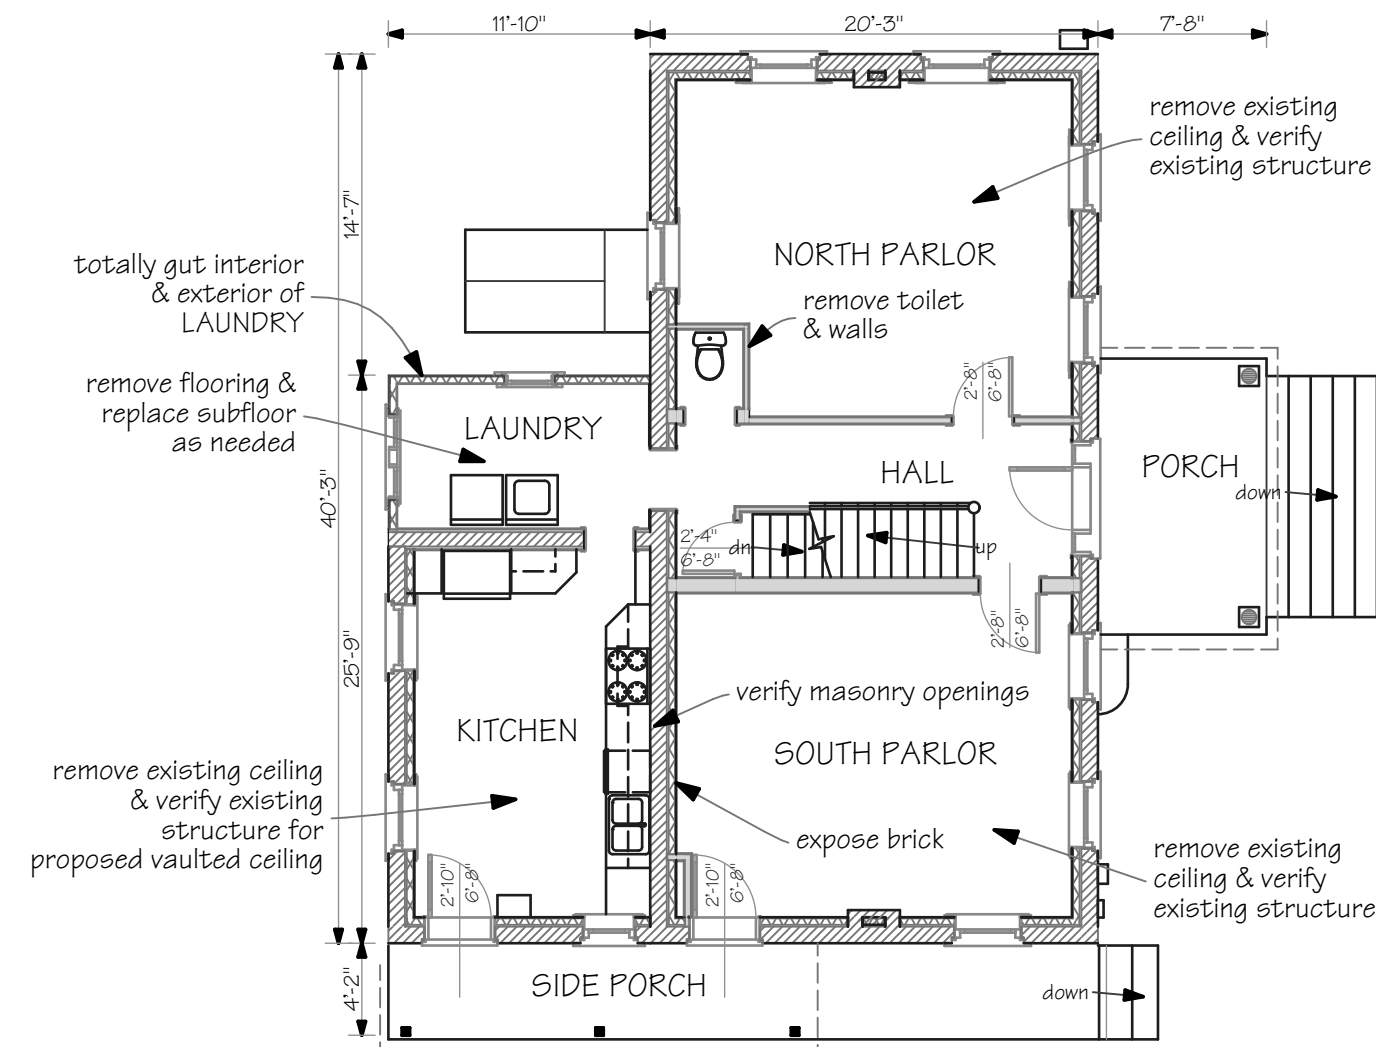 11'-10"
20'-3"
7'-8"
remove existing
ceiling & verify
existing structure
14'-7"
NORTH PARLOR
totally gut interior
& exterior of
LAUNDRY
remove toilet
& walls
remove flooring &
replace subfloor
as needed
2'-8"
6'-8"
LAUNDRY
HALL
PORCH
down
40'-3"
2'-4"
6'-8"
dn
up
25'-9"
2'-8"
6'-8"
verify masonry openings
KITCHEN
SOUTH PARLOR
remove existing ceiling
& verify existing
structure for
proposed vaulted ceiling
expose brick
remove existing
ceiling & verify
existing structure
2'-10"
6'-8"
2'-10"
6'-8"
4'-2"
SIDE PORCH
down